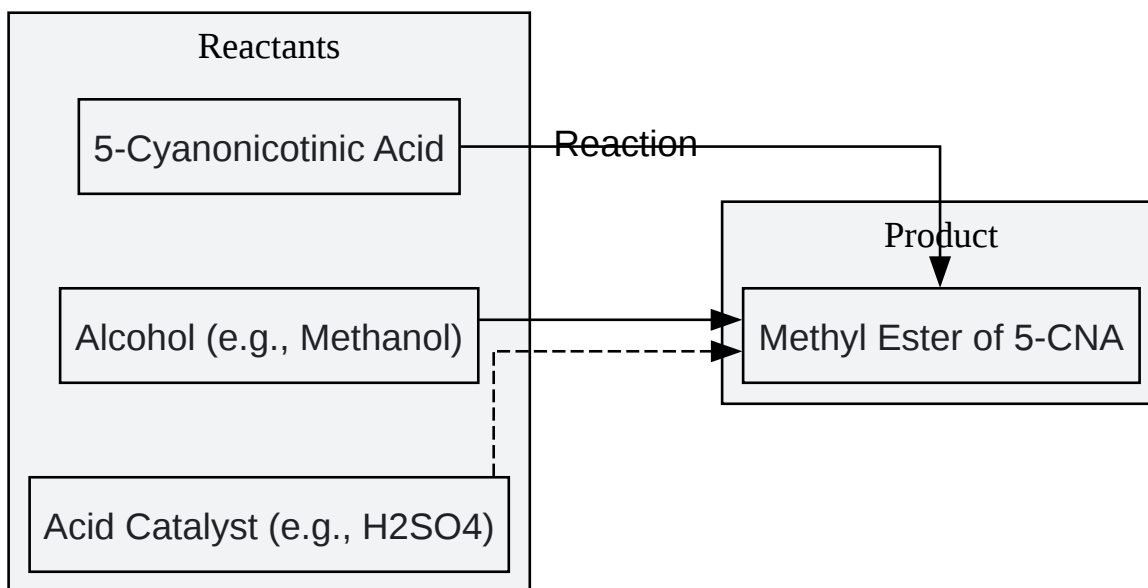 Reactants
5-Cyanonicotinic Acid
Reaction
Product
Alcohol (e.g., Methanol)
Methyl Ester of 5-CNA
Acid Catalyst (e.g., H2SO4)